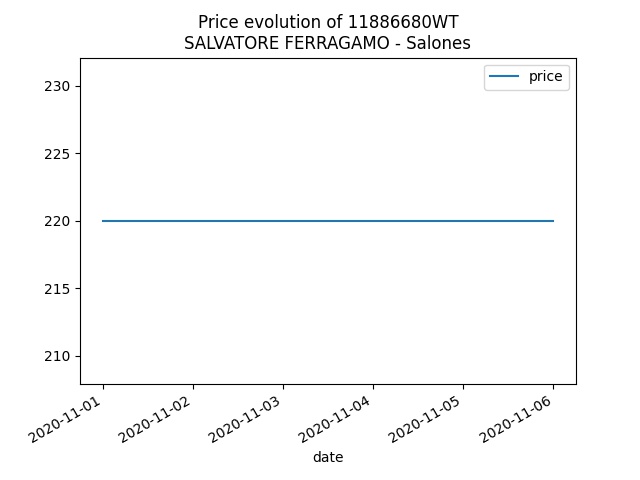 Price evolution of 11886680WT
SALVATORE FERRAGAMO - Salones
price
230
225
220
215
210
2020-11-01
2020-11-02
2020-11-03
2020-11-04
2020-11-05
2020-11-06
date